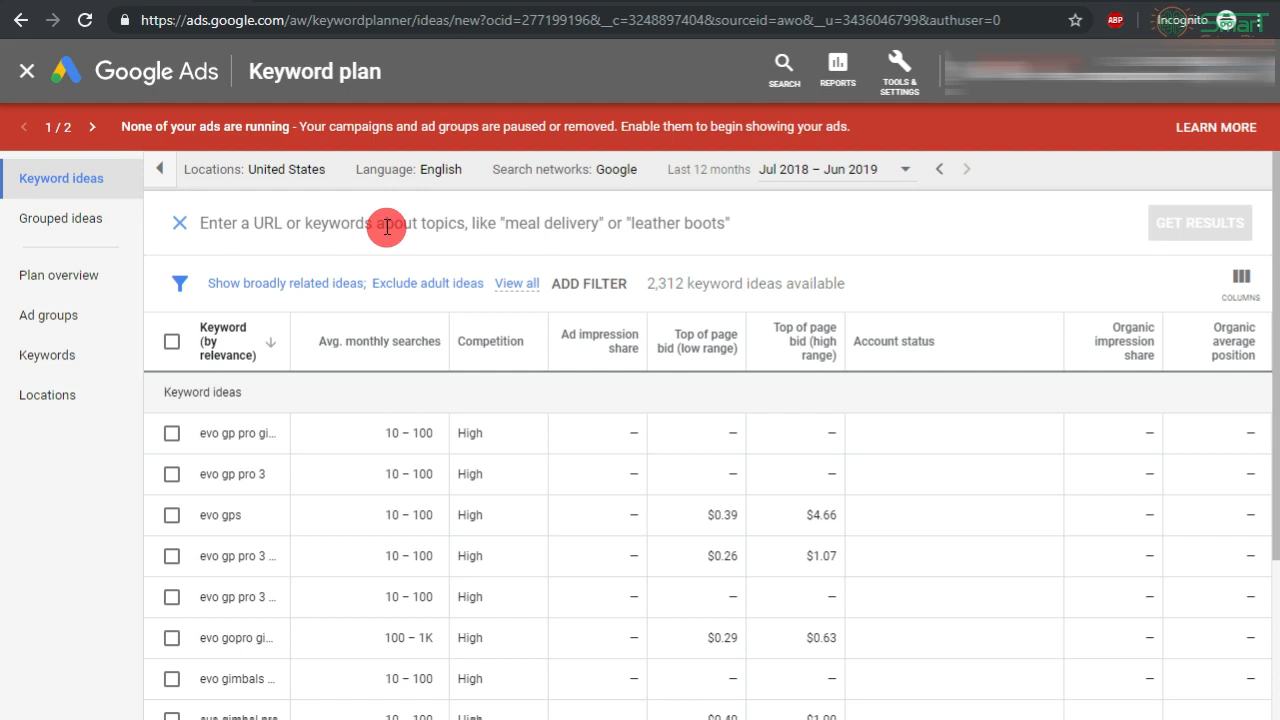 https://ads.google.com/aw/keywordplanner/ideas/new?ocid=277199196&__c=3248897404&sourceid=awo&__u=3436046799&authuser=0
ABP
Incognito
SmarT
Google Ads
Keyword plan
SEARCH
REPORTS
TOOLS &
SETTINGS
1 / 2
None of your ads are running - Your campaigns and ad groups are paused or removed. Enable them to begin showing your ads.
LEARN MORE
Keyword ideas
Grouped ideas
Plan overview
Ad groups
Keywords
Locations
Locations: United States
Language: English
Search networks: Google
Last 12 months Jul 2018 – Jun 2019
Enter a URL or keywords about topics, like "meal delivery" or "leather boots"
GET RESULTS
Show broadly related ideas; Exclude adult ideas View all ADD FILTER 2,312 keyword ideas available
COLUMNS
Keyword
(by
relevance)
Avg. monthly searches
Competition
Ad impression
share
Top of page
bid (low range)
Top of page
bid (high
range)
Account status
Organic
impression
share
Organic
average
position
Keyword ideas
evo gp pro gi... 10 – 100 High – – – – –
evo gp pro 3 10 – 100 High – – – – –
evo gps 10 – 100 High – $0.39 $4.66 – –
evo gp pro 3 ... 10 – 100 High – $0.26 $1.07 – –
evo gp pro 3 ... 10 – 100 High – – – – –
evo gopro gi... 100 – 1K High – $0.29 $0.63 – –
evo gimbals ... 10 – 100 High – – – – –
10 – 100 High – $0.40 $1.00 – –